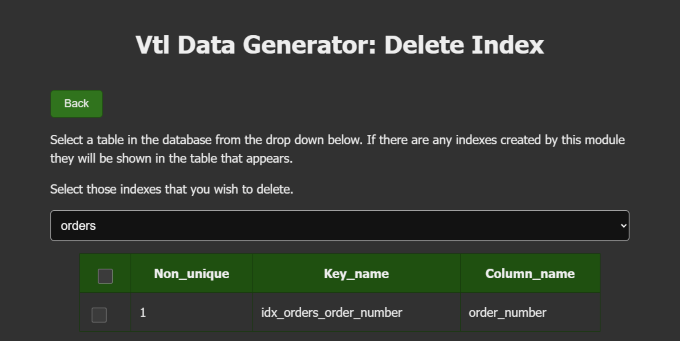 Vtl Data Generator: Delete Index
Back
Select a table in the database from the drop down below. If there are any indexes created by this module
they will be shown in the table that appears.
Select those indexes that you wish to delete.
orders
Non_unique Key_name Column_name
1 idx_orders_order_number order_number